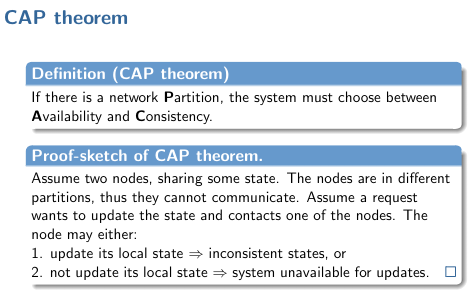 CAP theorem
Definition (CAP theorem)
If there is a network Partition, the system must choose between
Availability and Consistency.
Proof-sketch of CAP theorem.
Assume two nodes, sharing some state. The nodes are in different
partitions, thus they cannot communicate. Assume a request
wants to update the state and contacts one of the nodes. The
node may either:
1. update its local state ⇒ inconsistent states, or
2. not update its local state ⇒ system unavailable for updates. □